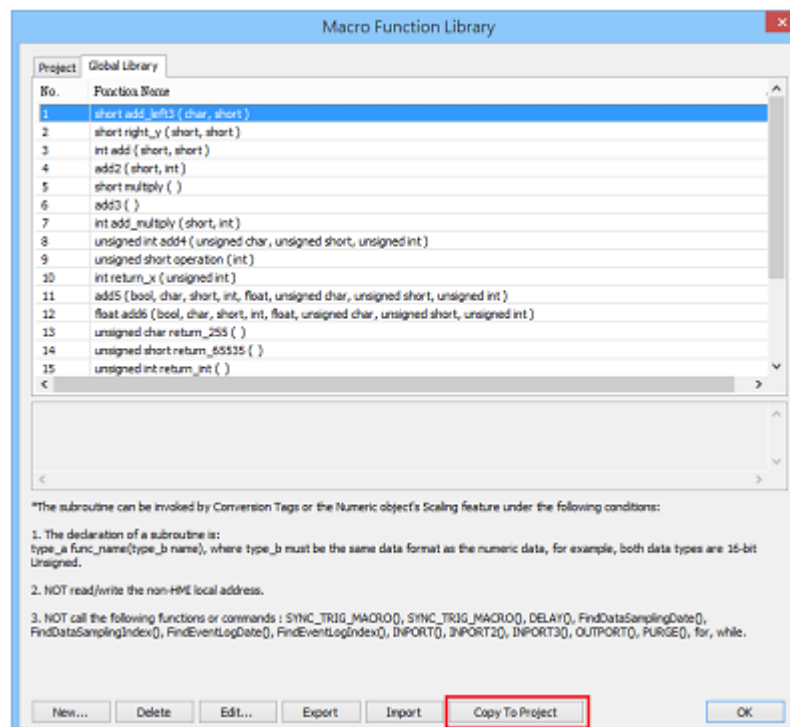 Macro Function Library
Project Global Library
No. Function Name
1 short add_left3 ( char, short )
2 short right_y ( short, short )
3 int add ( short, short )
4 add2 ( short, int )
5 short multiply ( )
6 add3 ( )
7 int add_multiply ( short, int )
8 unsigned int add4 ( unsigned char, unsigned short, unsigned int )
9 unsigned short operation ( int )
10 int return_x ( unsigned int )
11 add5 ( bool, char, short, int, float, unsigned char, unsigned short, unsigned int )
12 float add6 ( bool, char, short, int, float, unsigned char, unsigned short, unsigned int )
13 unsigned char return_255 ( )
14 unsigned short return_65535 ( )
15 unsigned int return_int ( )
*The subroutine can be invoked by Conversion Tags or the Numeric object's Scaling feature under the following conditions:
1. The declaration of a subroutine is:
type_a func_name(type_b name), where type_b must be the same data format as the numeric data, for example, both data types are 16-bit
Unsigned.
2. NOT read/write the non-HMI local address.
3. NOT call the following functions or commands : SYNC_TRIG_MACRO(), SYNC_TRIG_MACRO(), DELAY(), FindDataSamplingDate(),
FindDataSamplingIndex(), FindEventLogDate(), FindEventLogIndex(), INPORT(), INPORT2(), INPORT3(), OUTPORT(), PURGE(), for, while.
New... Delete Edit... Export Import Copy To Project OK